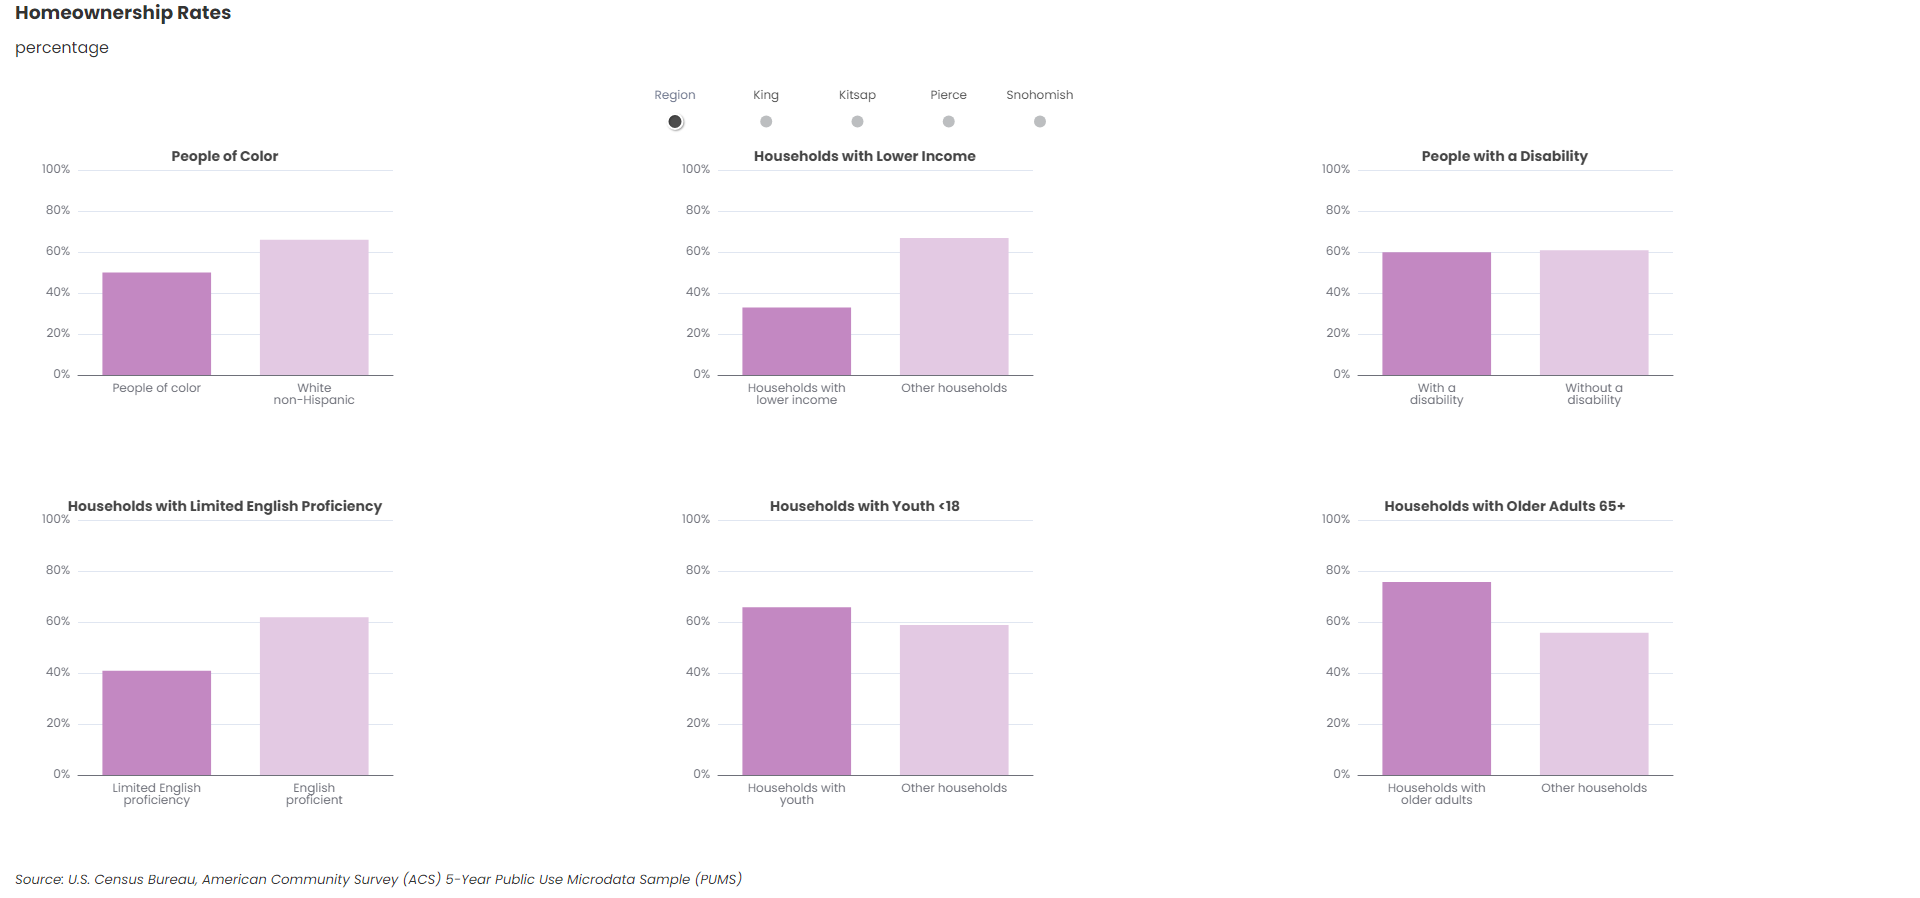 Homeownership Rates
percentage
Region King Kitsap Pierce Snohomish
People of Color
100%
80%
60%
40%
20%
0%
People of color
White
non-Hispanic
Households with Lower Income
100%
80%
60%
40%
20%
0%
Households with
lower income
Other households
People with a Disability
100%
80%
60%
40%
20%
0%
With a
disability
Without a
disability
Households with Limited English Proficiency
100%
80%
60%
40%
20%
0%
Limited English
proficiency
English
proficient
Households with Youth <18
100%
80%
60%
40%
20%
0%
Households with
youth
Other households
Households with Older Adults 65+
100%
80%
60%
40%
20%
0%
Households with
older adults
Other households
Source: U.S. Census Bureau, American Community Survey (ACS) 5-Year Public Use Microdata Sample (PUMS)